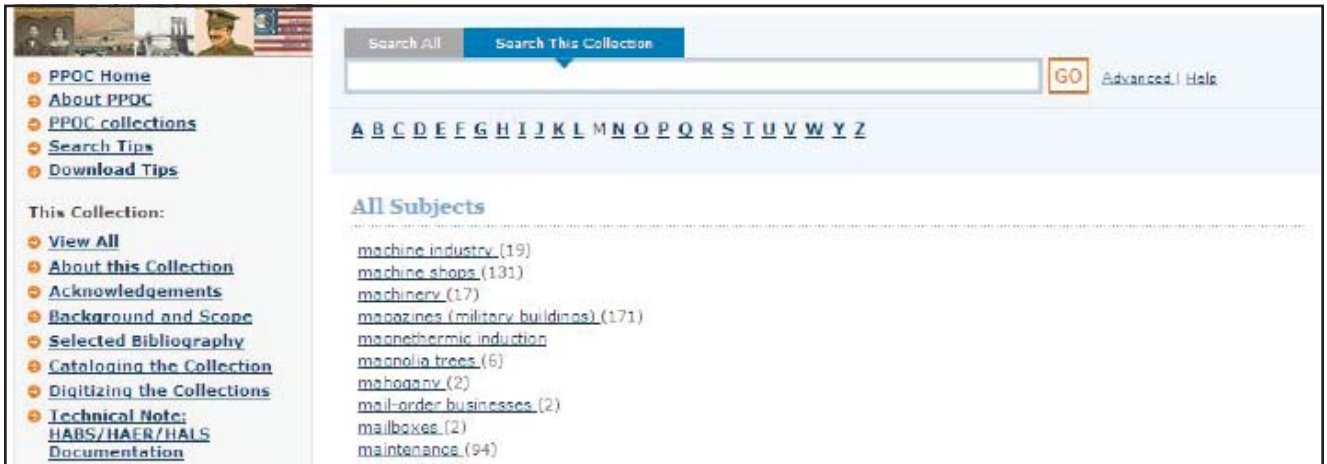 PPOC Home
About PPOC
PPOC collections
Search Tips
Download Tips
This Collection:
View All
About this Collection
Acknowledgements
Background and Scope
Selected Bibliography
Cataloging the Collection
Digitizing the Collections
Technical Note:
HABS/HAER/HALS
Documentation
Search All Search This Collection
GO Advanced | Help
A B C D E F G H I J K L M N O P Q R S T U V W Y Z
All Subjects
machine industry (19)
machine shops (131)
machinery (17)
magazines (military buildings) (171)
magnethermic induction
magnolia trees (6)
mahogany (2)
mail-order businesses (2)
mailboxes (2)
maintenance (94)